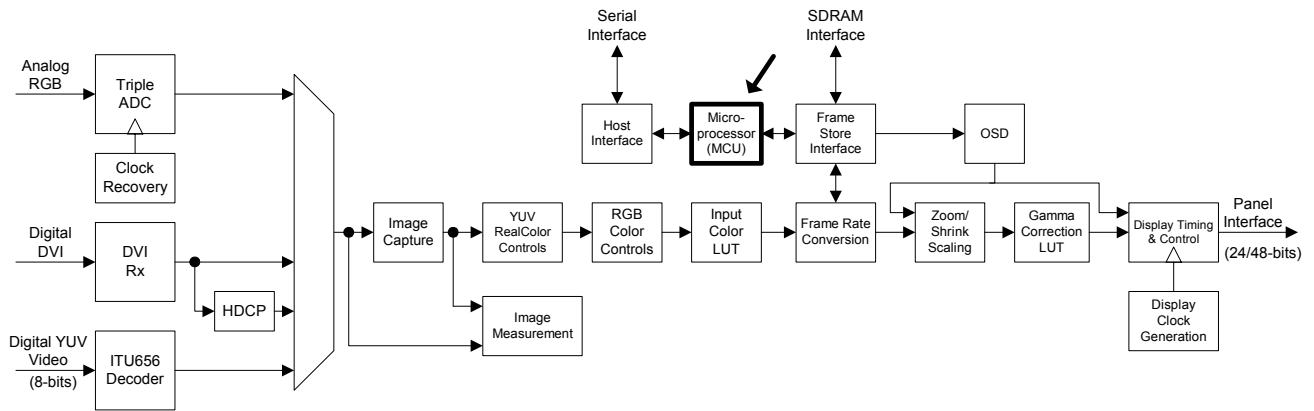 Serial
Interface
SDRAM
Interface
Analog
RGB
Triple
ADC
Clock
Recovery
Host
Interface
Micro-
processor
(MCU)
Frame
Store
Interface
OSD
Digital
DVI
DVI
Rx
HDCP
Image
Capture
YUV
RealColor
Controls
RGB
Color
Controls
Input
Color
LUT
Frame Rate
Conversion
Zoom/
Shrink
Scaling
Gamma
Correction
LUT
Display Timing
& Control
Panel
Interface
(24/48-bits)
Image
Measurement
Display
Clock
Generation
Digital YUV
Video
(8-bits)
ITU656
Decoder